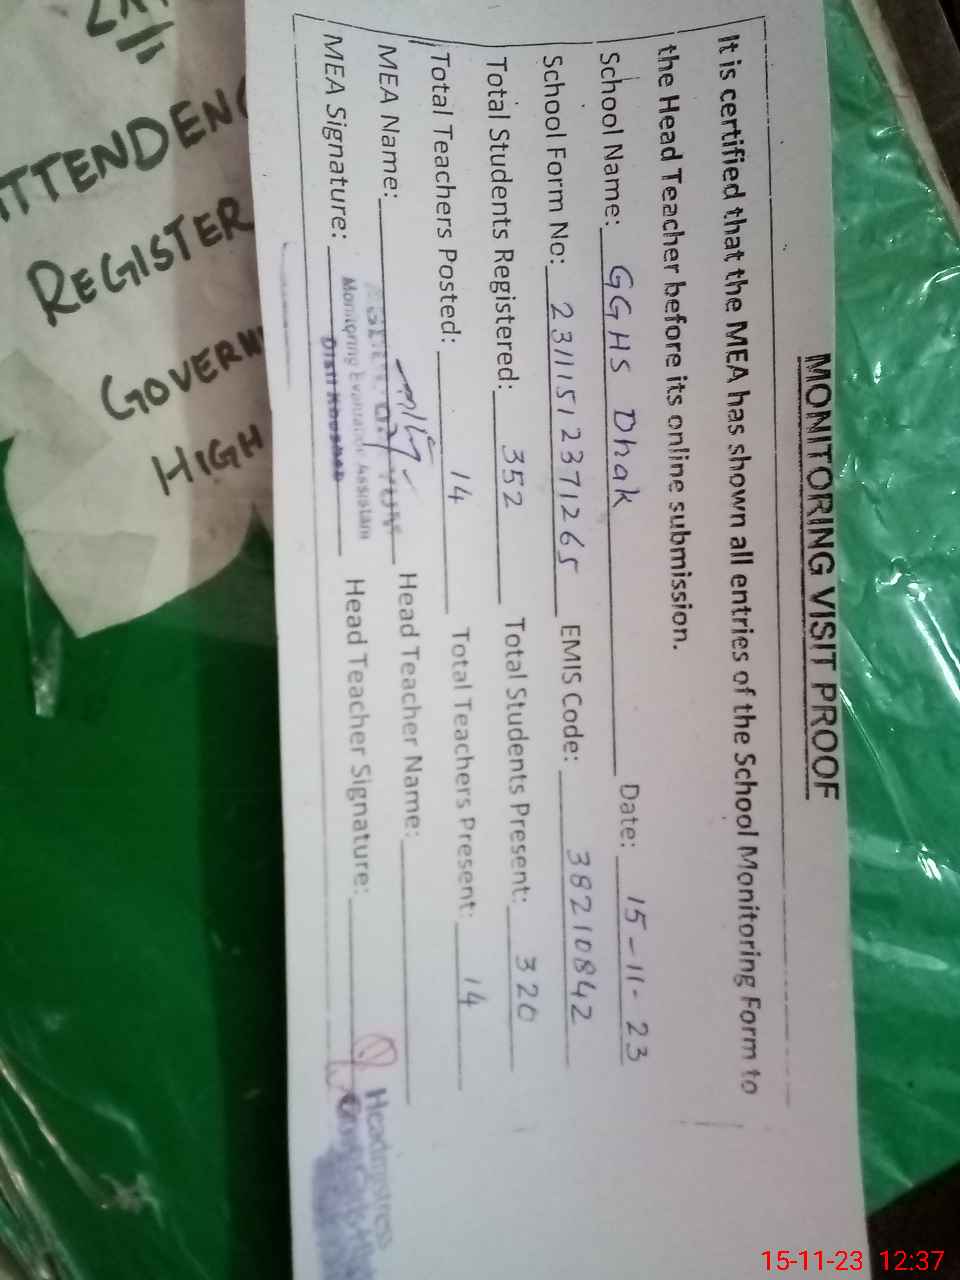 MONITORING VISIT PROOF
It is certified that the MEA has shown all entries of the School Monitoring Form to
the Head Teacher before its online submission.
School Name: GGHS Dhak Date: 15-11-23
School Form No: 23111512371265 EMIS Code: 38210842
Total Students Registered: 352 Total Students Present: 320
Total Teachers Posted: 14 Total Teachers Present: 14
MEA Name: Head Teacher Name:
MEA Signature: Head Teacher Signature:
Monitoring Evaluation Assistant
Distt Khushab
Headmistress
ATTENDENC
REGISTER
GOVERN
HIGH
15-11-23 12:37